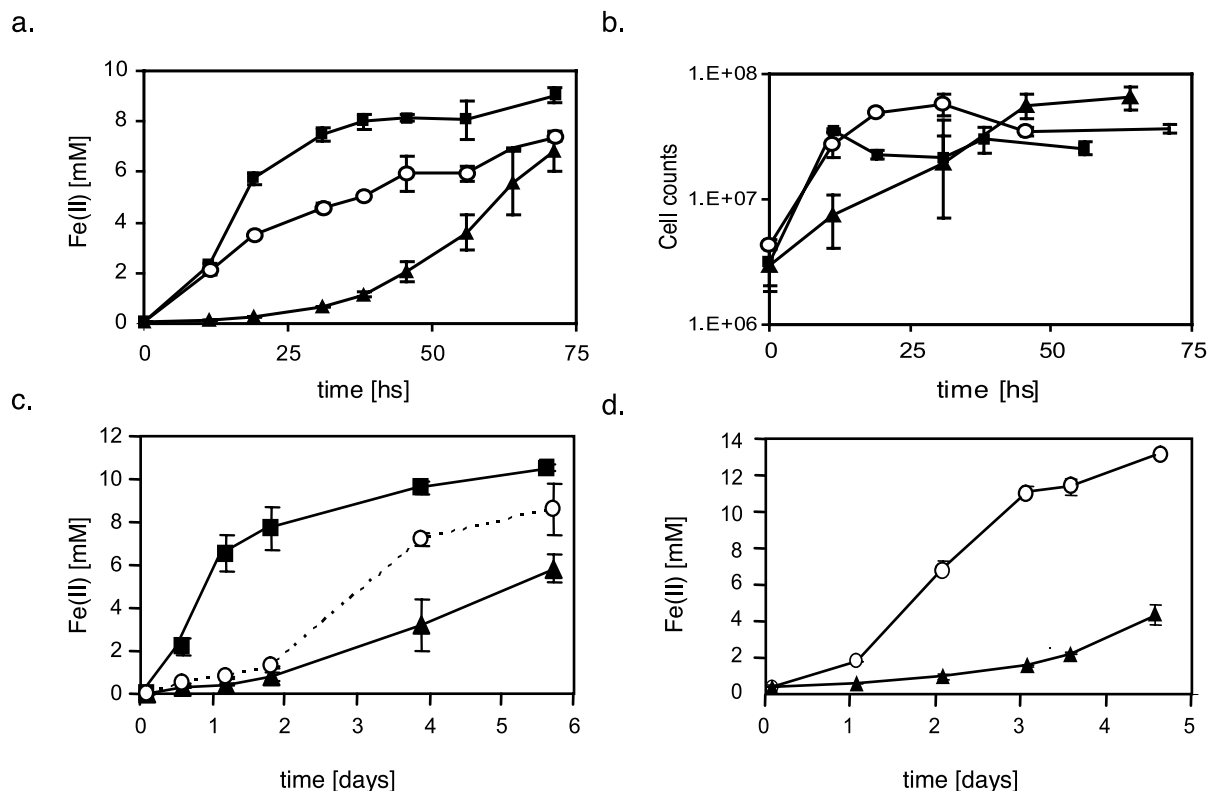 a.
Fe(II) [mM]
10
8
6
4
2
0
0 25 50 75
time [hs]
b.
Cell counts
1.E+08
1.E+07
1.E+06
0 25 50 75
time [hs]
c.
Fe(II) [mM]
12
10
8
6
4
2
0
0 1 2 3 4 5 6
time [days]
d.
Fe(II) [mM]
14
12
10
8
6
4
2
0
0 1 2 3 4 5
time [days]